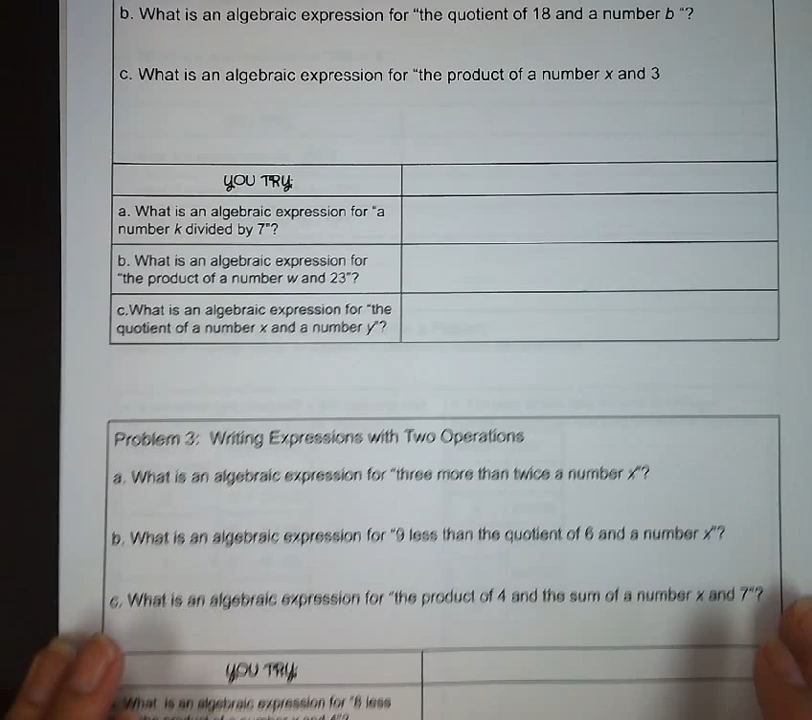 b. What is an algebraic expression for “the quotient of 18 and a number b “?
c. What is an algebraic expression for “the product of a number x and 3
YOU TRY:
a. What is an algebraic expression for “a
number k divided by 7”?
b. What is an algebraic expression for
“the product of a number w and 23”?
c.What is an algebraic expression for “the
quotient of a number x and a number y”?
Problem 3: Writing Expressions with Two Operations
a. What is an algebraic expression for “three more than twice a number x”?
b. What is an algebraic expression for “9 less than the quotient of 6 and a number x”?
c. What is an algebraic expression for “the product of 4 and the sum of a number x and 7”?
YOU TRY:
What is an algebraic expression for “8 less